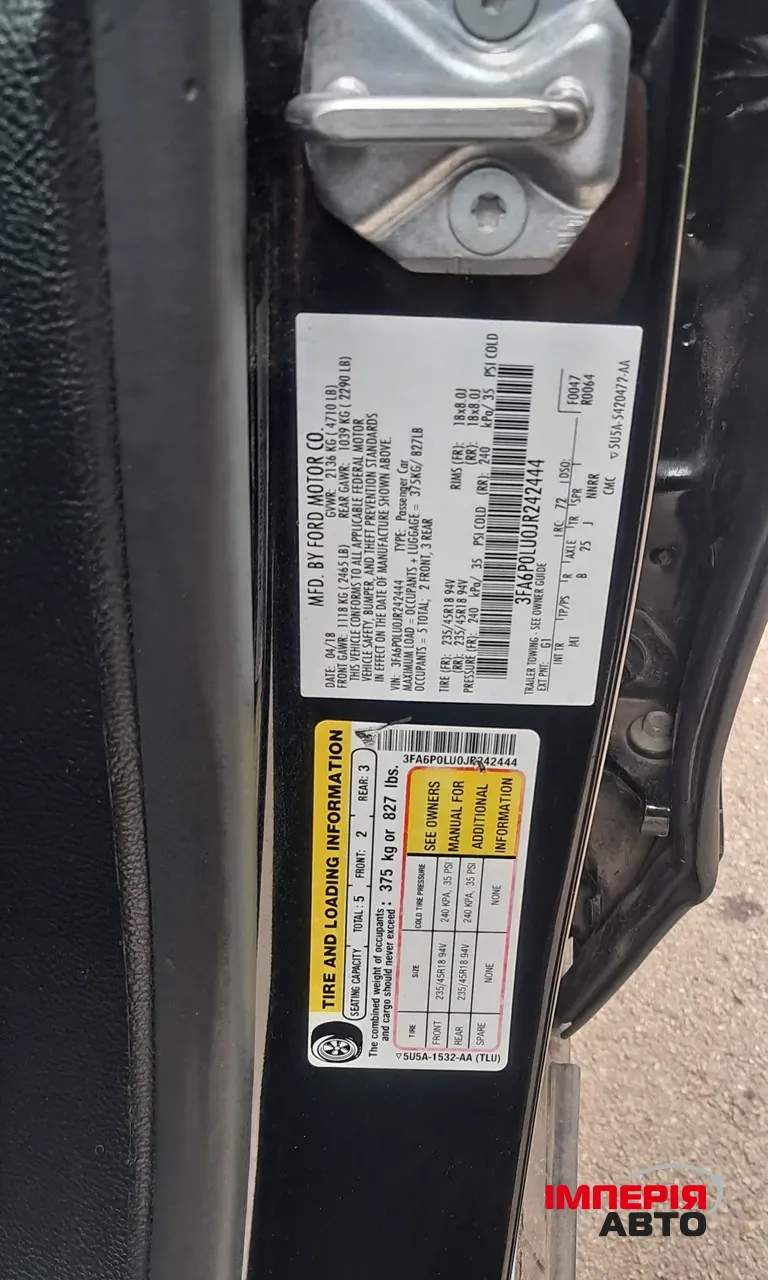 MFD. BY FORD MOTOR CO.
DATE: 04/18 GVWR: 2136 KG ( 4710 LB)
FRONT GAWR: 1118 KG ( 2465 LB) REAR GAWR: 1039 KG ( 2290 LB)
THIS VEHICLE CONFORMS TO ALL APPLICABLE FEDERAL MOTOR
VEHICLE SAFETY, BUMPER, AND THEFT PREVENTION STANDARDS
IN EFFECT ON THE DATE OF MANUFACTURE SHOWN ABOVE.
VIN: 3FA6P0LU0JR242444 TYPE: Passenger Car
MAXIMUM LOAD = OCCUPANTS + LUGGAGE = 375KG/ 827LB
OCCUPANTS = 5 TOTAL; 2 FRONT, 3 REAR
TIRE (FR): 235/45R18 94V RIMS (FR): 18x8.0J
(RR): 235/45R18 94V (RR): 18x8.0J
PRESSURE (FR): 240 kPa/ 35 PSI COLD (RR): 240 kPa/ 35 PSI COLD
3FA6P0LU0JR242444
TRAILER TOWING - SEE OWNER GUIDE
EXT PNT: G1 RC: 72 DSO: F0047
R0064
INT TR TP/PS R AXLE TR SPR
MI B 25 J NNRR
CMC
5U5A-5420472-AA
TIRE AND LOADING INFORMATION
SEATING CAPACITY TOTAL: 5 FRONT: 2 REAR: 3
The combined weight of occupants
and cargo should never exceed : 375 kg or 827 lbs.
3FA6P0LU0JR242444
TIRE SIZE COLD TIRE PRESSURE
FRONT 235/45R18 94V 240 KPA, 35 PSI
REAR 235/45R18 94V 240 KPA, 35 PSI
SPARE NONE NONE
SEE OWNERS
MANUAL FOR
ADDITIONAL
INFORMATION
5U5A-1532-AA (TLU)
ІМПЕРІЯ
АВТО